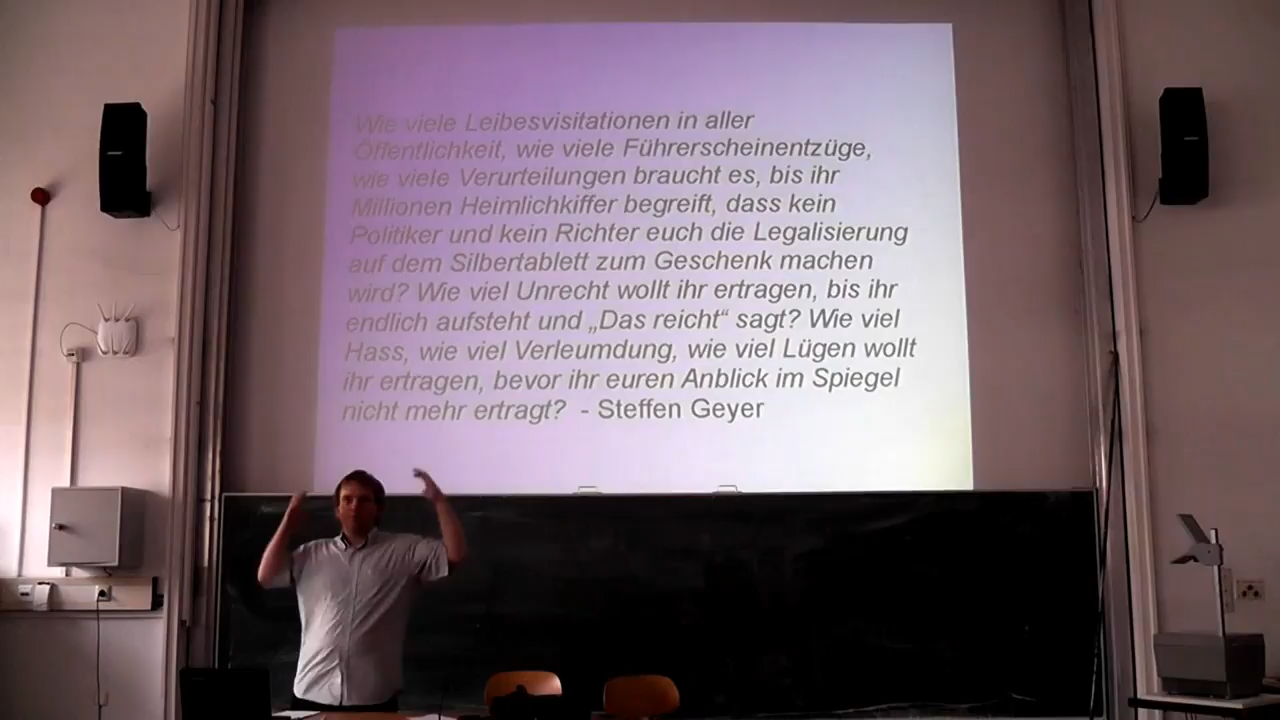 Wie viele Leibesvisitationen in aller
Öffentlichkeit, wie viele Führerscheinentzüge,
wie viele Verurteilungen braucht es, bis ihr
Millionen Heimlichkiffer begreift, dass kein
Politiker und kein Richter euch die Legalisierung
auf dem Silbertablett zum Geschenk machen
wird? Wie viel Unrecht wollt ihr ertragen, bis ihr
endlich aufsteht und „Das reicht“ sagt? Wie viel
Hass, wie viel Verleumdung, wie viel Lügen wollt
ihr ertragen, bevor ihr euren Anblick im Spiegel
nicht mehr ertragt? - Steffen Geyer